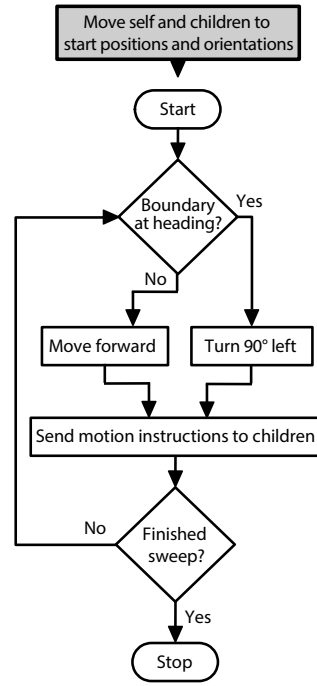 Move self and children to
start positions and orientations
Start
Boundary
at heading?
Yes
No
Move forward
Turn 90° left
Send motion instructions to children
No
Finished
sweep?
Yes
Stop